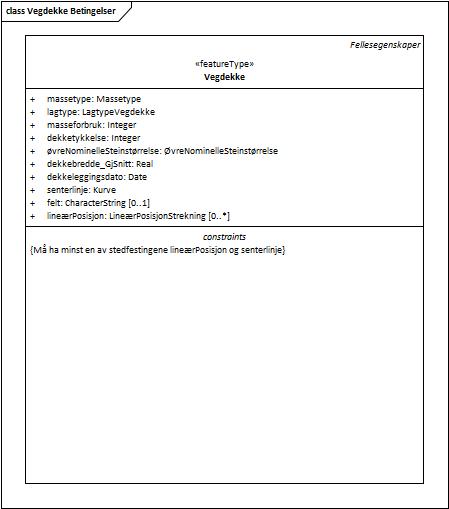 class Vegdekke Betingelser
Fellesegenskaper
«featureType»
Vegdekke
+ massetype: Massetype
+ lagtype: LagtypeVegdekke
+ masseforbruk: Integer
+ dekketykkelse: Integer
+ øvreNominelleSteinstørrelse: ØvreNominelleSteinstørrelse
+ dekkebredde_GjSnitt: Real
+ dekkeleggingsdato: Date
+ senterlinje: Kurve
+ felt: CharacterString [0..1]
+ lineærPosisjon: LineærPosisjonStrekning [0..*]
constraints
{Må ha minst en av stedfestingene lineærPosisjon og senterlinje}